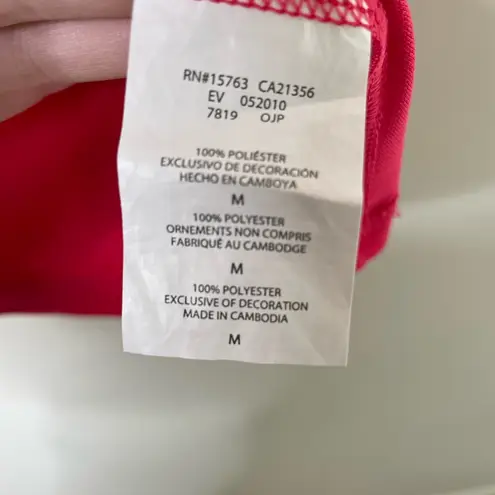 RN#15763 CA21356
EV 052010
7819 OJP
100% POLIÉSTER
EXCLUSIVO DE DECORACIÓN
HECHO EN CAMBOYA
M
100% POLYESTER
ORNEMENTS NON COMPRIS
FABRIQUÉ AU CAMBODGE
M
100% POLYESTER
EXCLUSIVE OF DECORATION
MADE IN CAMBODIA
M